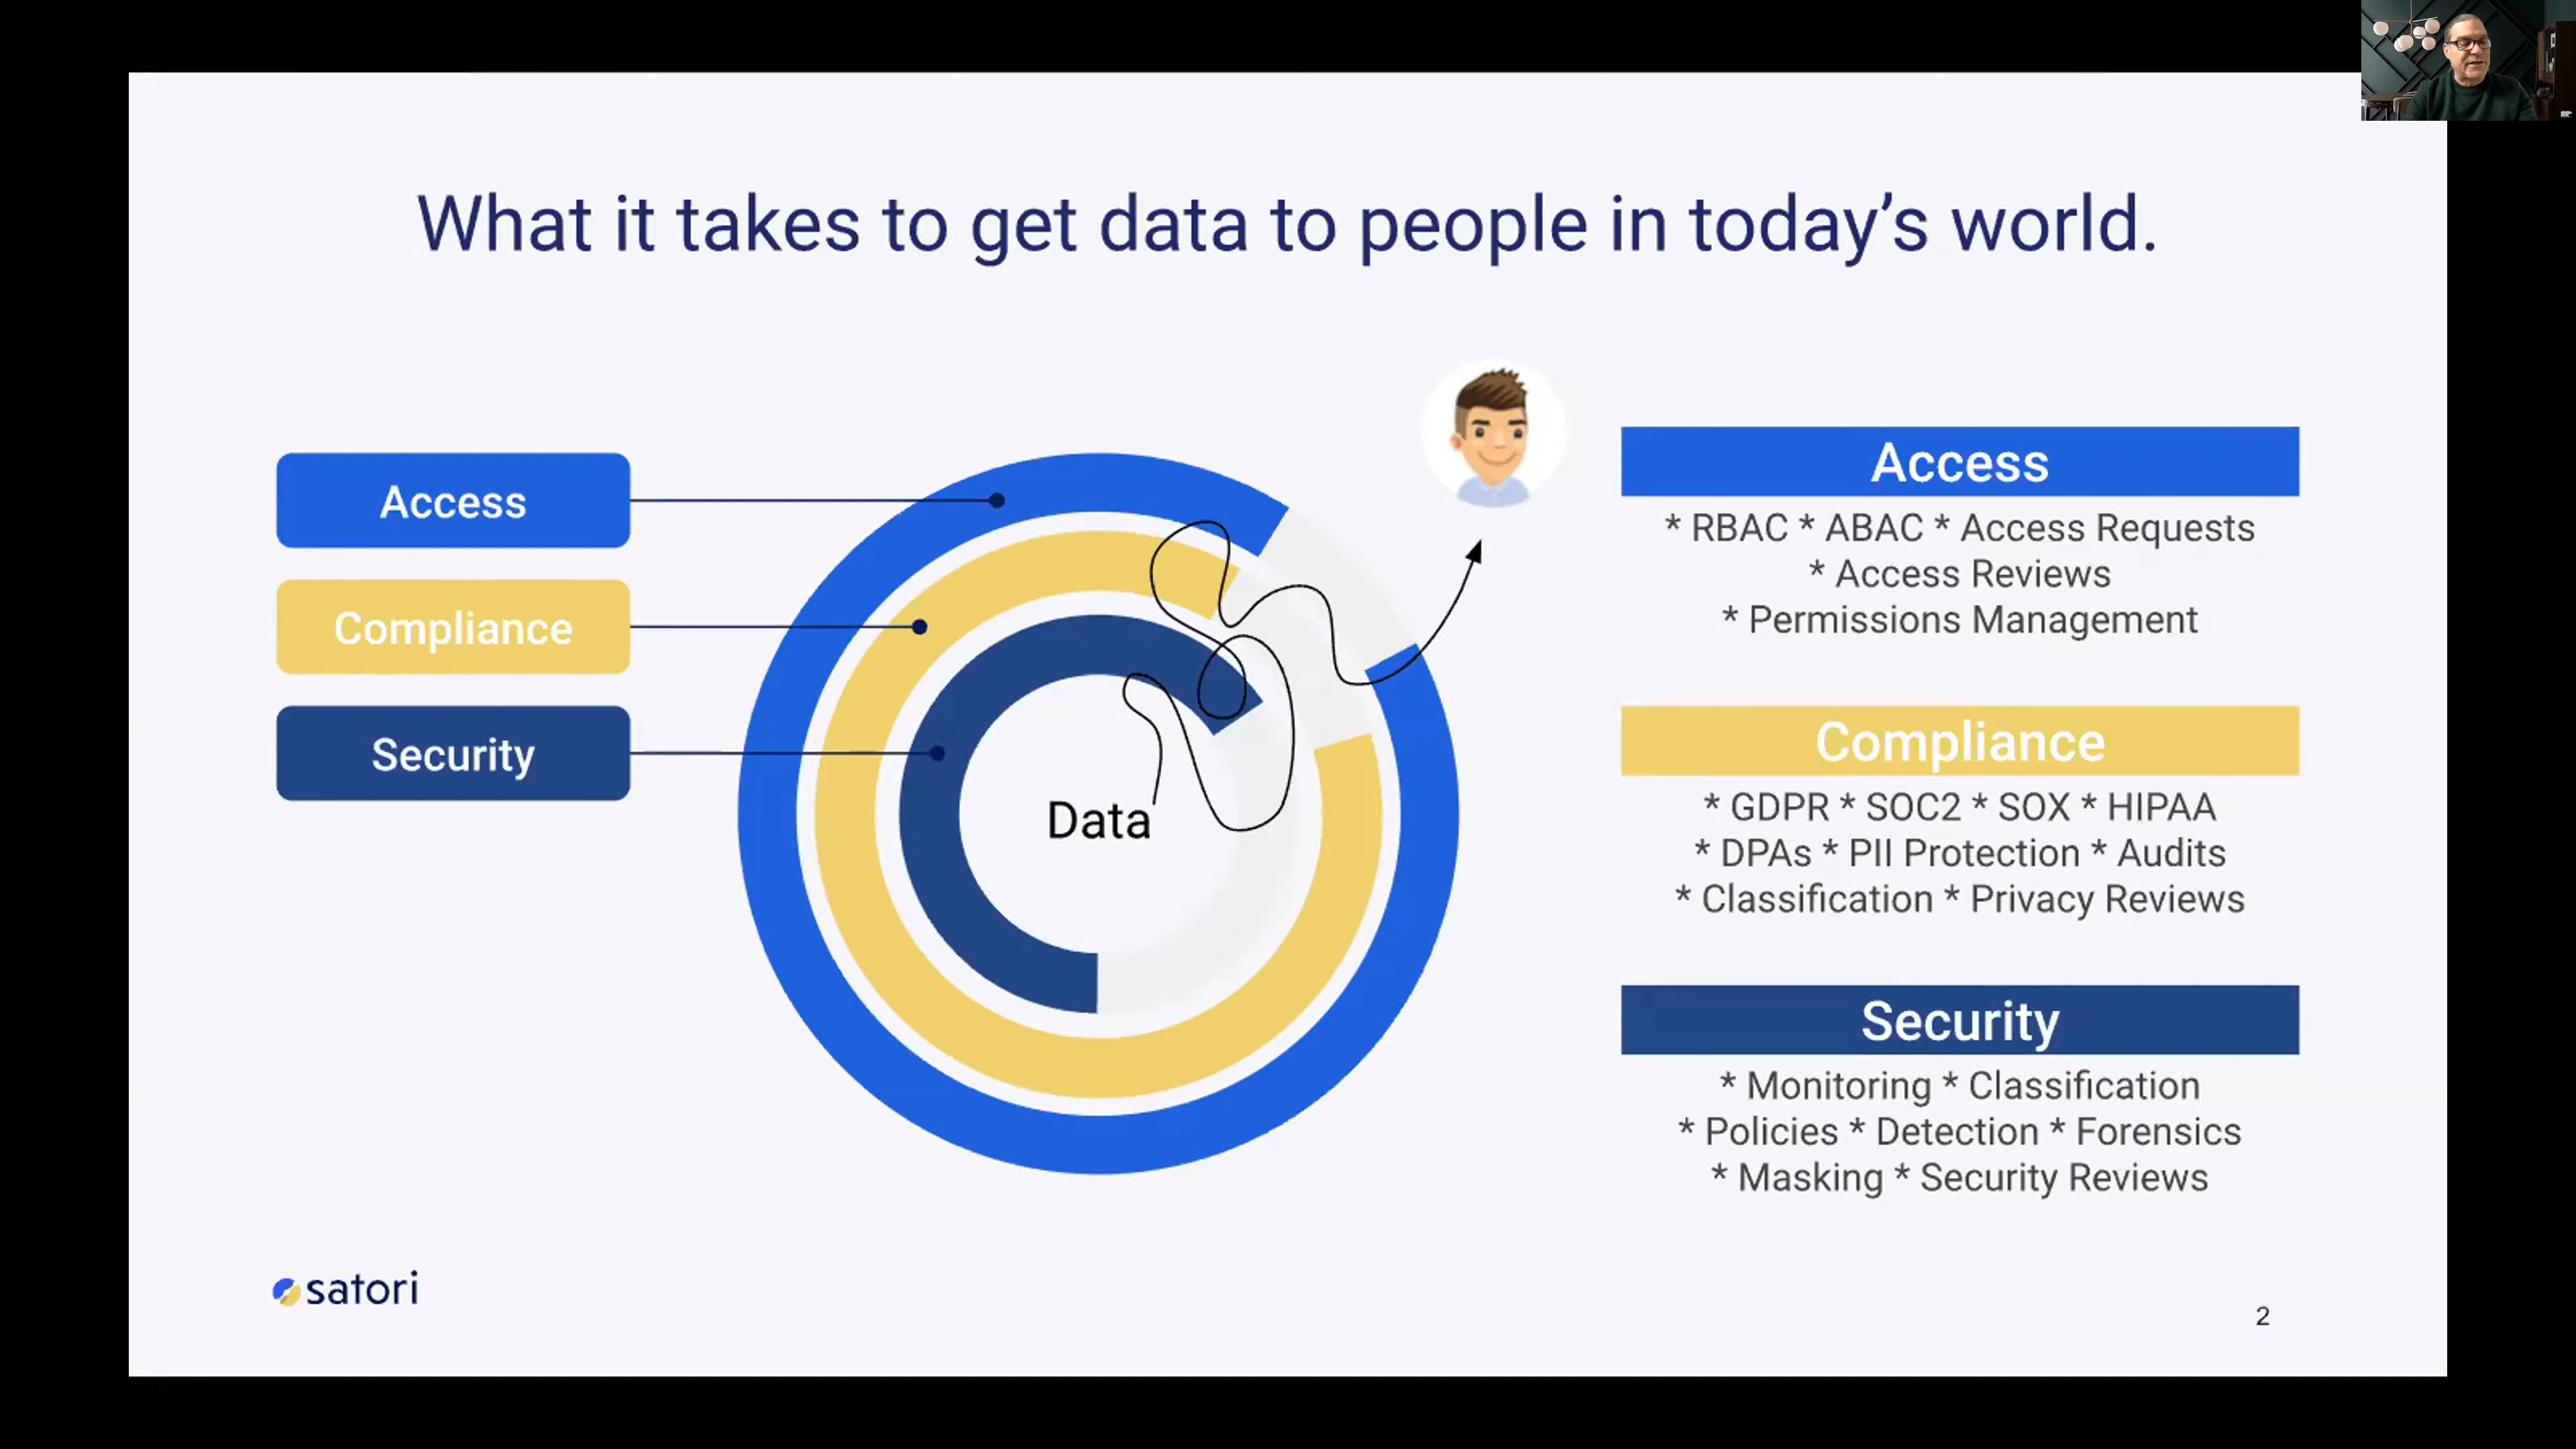 What it takes to get data to people in today’s world.
Access
Compliance
Security
Data
Access
* RBAC * ABAC * Access Requests
* Access Reviews
* Permissions Management
Compliance
* GDPR * SOC2 * SOX * HIPAA
* DPAs * PII Protection * Audits
* Classification * Privacy Reviews
Security
* Monitoring * Classification
* Policies * Detection * Forensics
* Masking * Security Reviews
satori
2